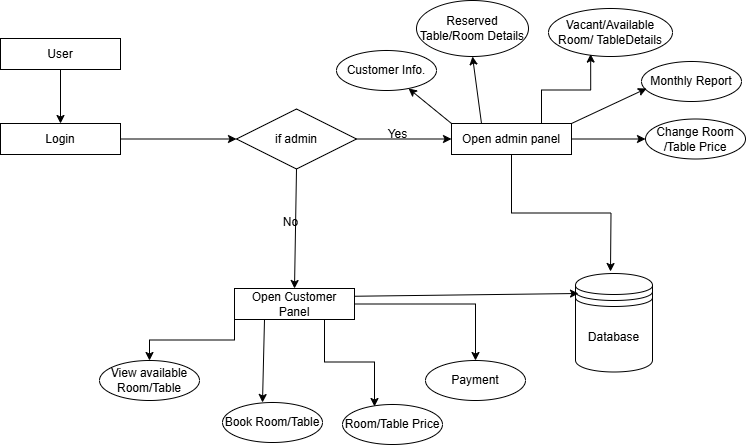 Reserved
Table/Room Details
Vacant/Available
Room/ TableDetails
User
Customer Info.
Monthly Report
Login
if admin
Yes
Open admin panel
Change Room
/Table Price
No
Open Customer
Panel
Database
View available
Room/Table
Payment
Book Room/Table
Room/Table Price